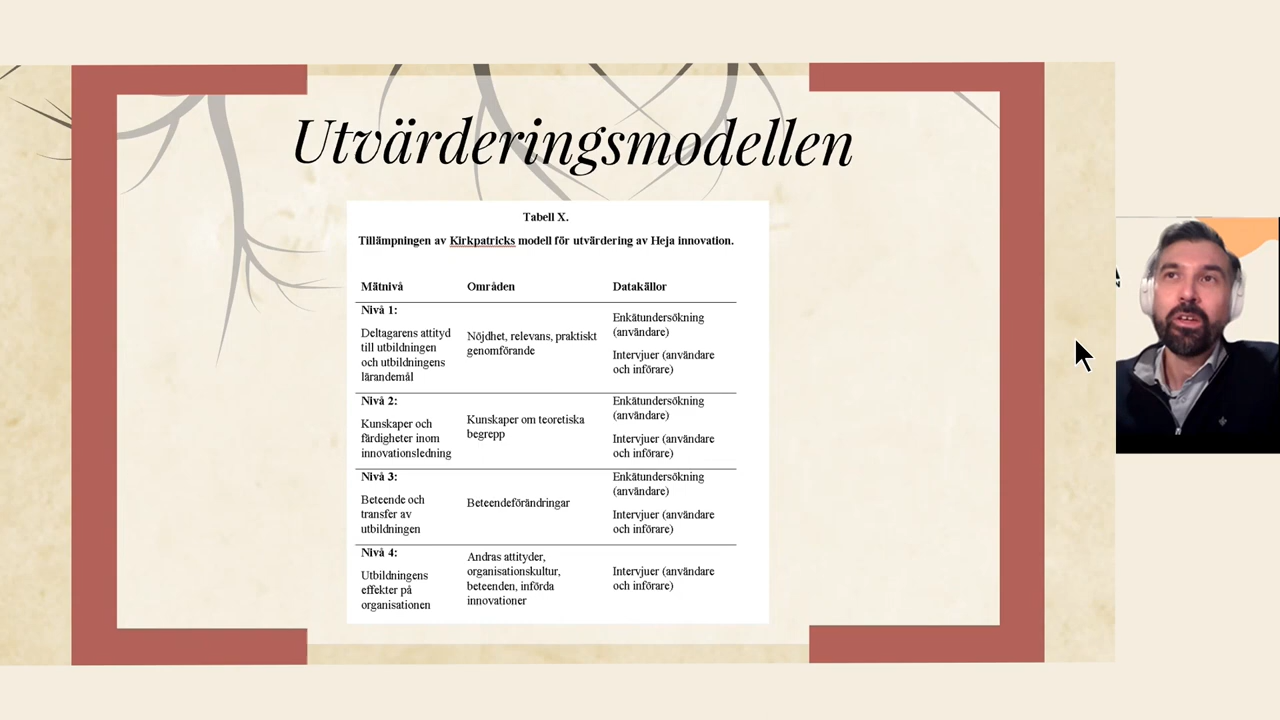 Utvärderingsmodellen
Tabell X.
Tillämpningen av Kirkpatricks modell för utvärdering av Heja innovation.
Mätnivå Områden Datakällor
Nivå 1:
Deltagarens attityd
till utbildningen
och utbildningens
lärandemål
Nöjdhet, relevans, praktiskt
genomförande
Enkätundersökning
(användare)
Intervjuer (användare
och införare)
Nivå 2:
Kunskaper och
färdigheter inom
innovationsledning
Kunskaper om teoretiska
begrepp
Enkätundersökning
(användare)
Intervjuer (användare
och införare)
Nivå 3:
Beteende och
transfer av
utbildningen
Beteendeförändringar
Enkätundersökning
(användare)
Intervjuer (användare
och införare)
Nivå 4:
Utbildningens
effekter på
organisationen
Andras attityder,
organisationskultur,
beteenden, införda
innovationer
Intervjuer (användare
och införare)